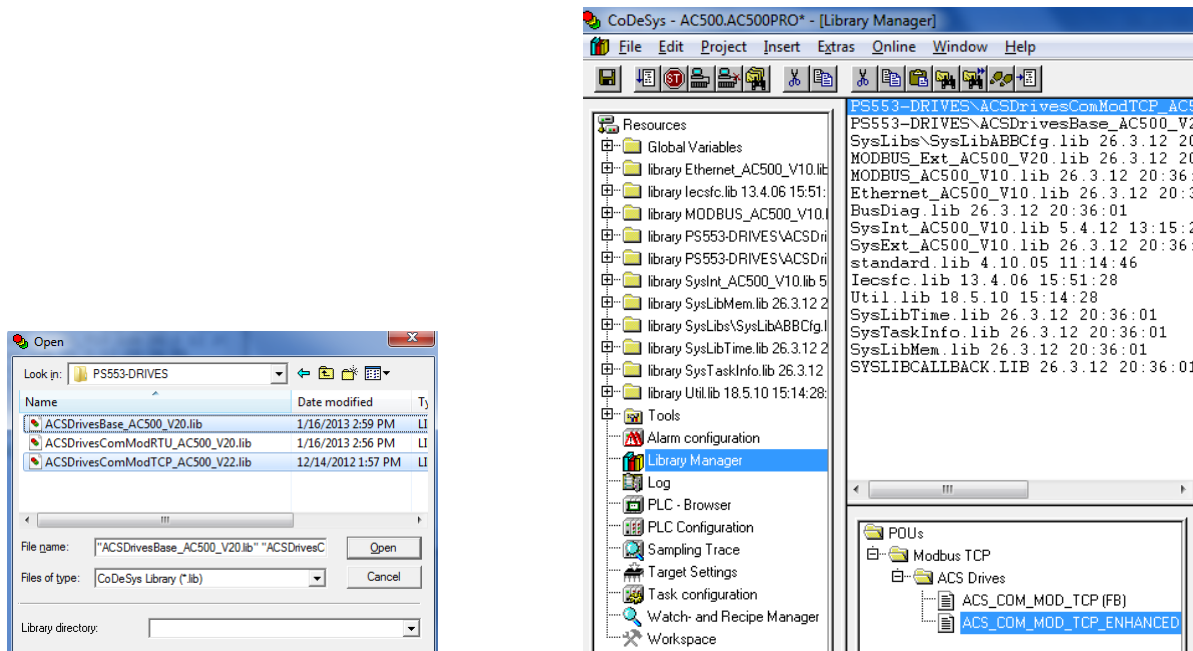 Open
Look in: PS553-DRIVES
Name Date modified Ty
ACSDrivesBase_AC500_V20.lib 1/16/2013 2:59 PM LI
ACSDrivesComModRTU_AC500_V20.lib 1/16/2013 2:56 PM LI
ACSDrivesComModTCP_AC500_V22.lib 12/14/2012 1:57 PM LI
File name: "ACSDrivesBase_AC500_V20.lib" "ACSDrivesC Open
Files of type: CoDeSys Library (*.lib) Cancel
Library directory:
CoDeSys - AC500.AC500PRO* - [Library Manager]
File Edit Project Insert Extras Online Window Help
Resources
Global Variables
library Ethernet_AC500_V10.lib
library Iecsfc.lib 13.4.06 15:51:
library MODBUS_AC500_V10.l
library PS553-DRIVES\ACSDri
library PS553-DRIVES\ACSDri
library SysInt_AC500_V10.lib 5
library SysLibMem.lib 26.3.12 2
library SysLibs\SysLibABBCfg.l
library SysLibTime.lib 26.3.12 2
library SysTaskInfo.lib 26.3.12
library Util.lib 18.5.10 15:14:28:
Tools
Alarm configuration
Library Manager
Log
PLC - Browser
PLC Configuration
Sampling Trace
Target Settings
Task configuration
Watch- and Recipe Manager
Workspace
PS553-DRIVES\ACSDrivesComModTCP_AC5
PS553-DRIVES\ACSDrivesBase_AC500_V2
SysLibs\SysLibABBCfg.lib 26.3.12 20
MODBUS_Ext_AC500_V20.lib 26.3.12 20
MODBUS_AC500_V10.lib 26.3.12 20:36:
Ethernet_AC500_V10.lib 26.3.12 20:3
BusDiag.lib 26.3.12 20:36:01
SysInt_AC500_V10.lib 5.4.12 13:15:2
SysExt_AC500_V10.lib 26.3.12 20:36:
standard.lib 4.10.05 11:14:46
Iecsfc.lib 13.4.06 15:51:28
Util.lib 18.5.10 15:14:28
SysLibTime.lib 26.3.12 20:36:01
SysTaskInfo.lib 26.3.12 20:36:01
SysLibMem.lib 26.3.12 20:36:01
SYSLIBCALLBACK.LIB 26.3.12 20:36:01
POUs
Modbus TCP
ACS Drives
ACS_COM_MOD_TCP (FB)
ACS_COM_MOD_TCP_ENHANCED